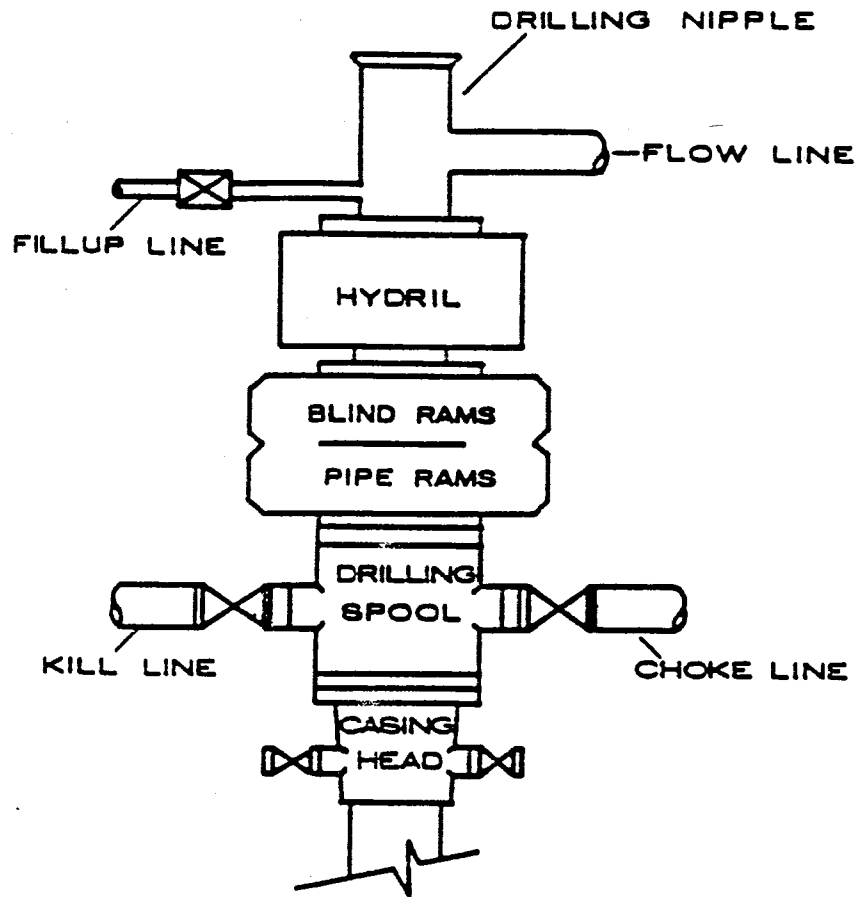 DRILLING NIPPLE
FLOW LINE
FILLUP LINE
HYDRIL
BLIND RAMS
PIPE RAMS
DRILLING
SPOOL
KILL LINE
CHOKE LINE
CASING
HEAD